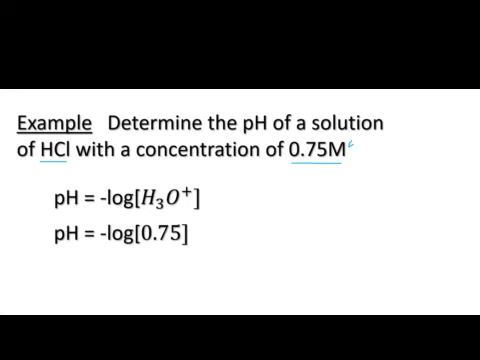 Example Determine the pH of a solution
of HCl with a concentration of 0.75M
pH = -log[𝐻₃𝑂⁺]
pH = -log[0.75]